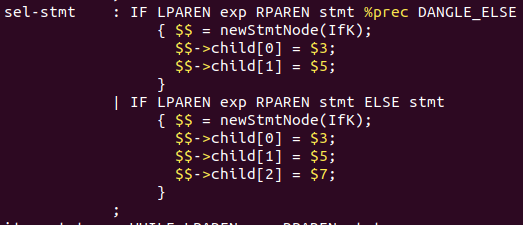 sel-stmt : IF LPAREN exp RPAREN stmt %prec DANGLE_ELSE
{ $$ = newStmtNode(IfK);
$$->child[0] = $3;
$$->child[1] = $5;
}
| IF LPAREN exp RPAREN stmt ELSE stmt
{ $$ = newStmtNode(IfK);
$$->child[0] = $3;
$$->child[1] = $5;
$$->child[2] = $7;
}
;